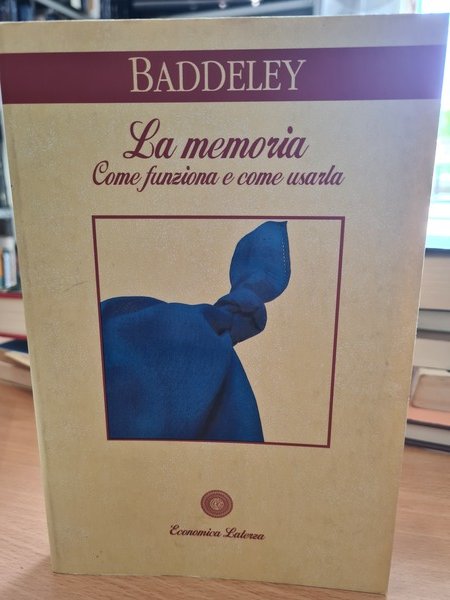 BADDELEY
La memoria
Come funziona e come usarla
Economica Laterza